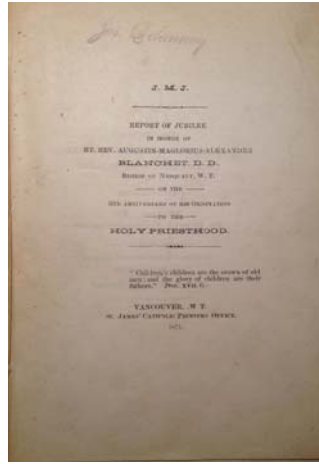 J. M. J.
REPORT OF JUBILEE
IN HONOR OF
RT. REV. AUGUSTIN-MAGLORIUS-ALEXANDER
BLANCHET, D. D.
BISHOP OF NESQUALY, W. T.
ON THE
ANNIVERSARY OF HIS ORDINATION
TO THE
HOLY PRIESTHOOD.
"Children's children are the crown of old
men: and the glory of children are their
fathers." Prov. XVII, 6.
VANCOUVER, W. T.
ST. JAMES' CATHOLIC PRINTING OFFICE.